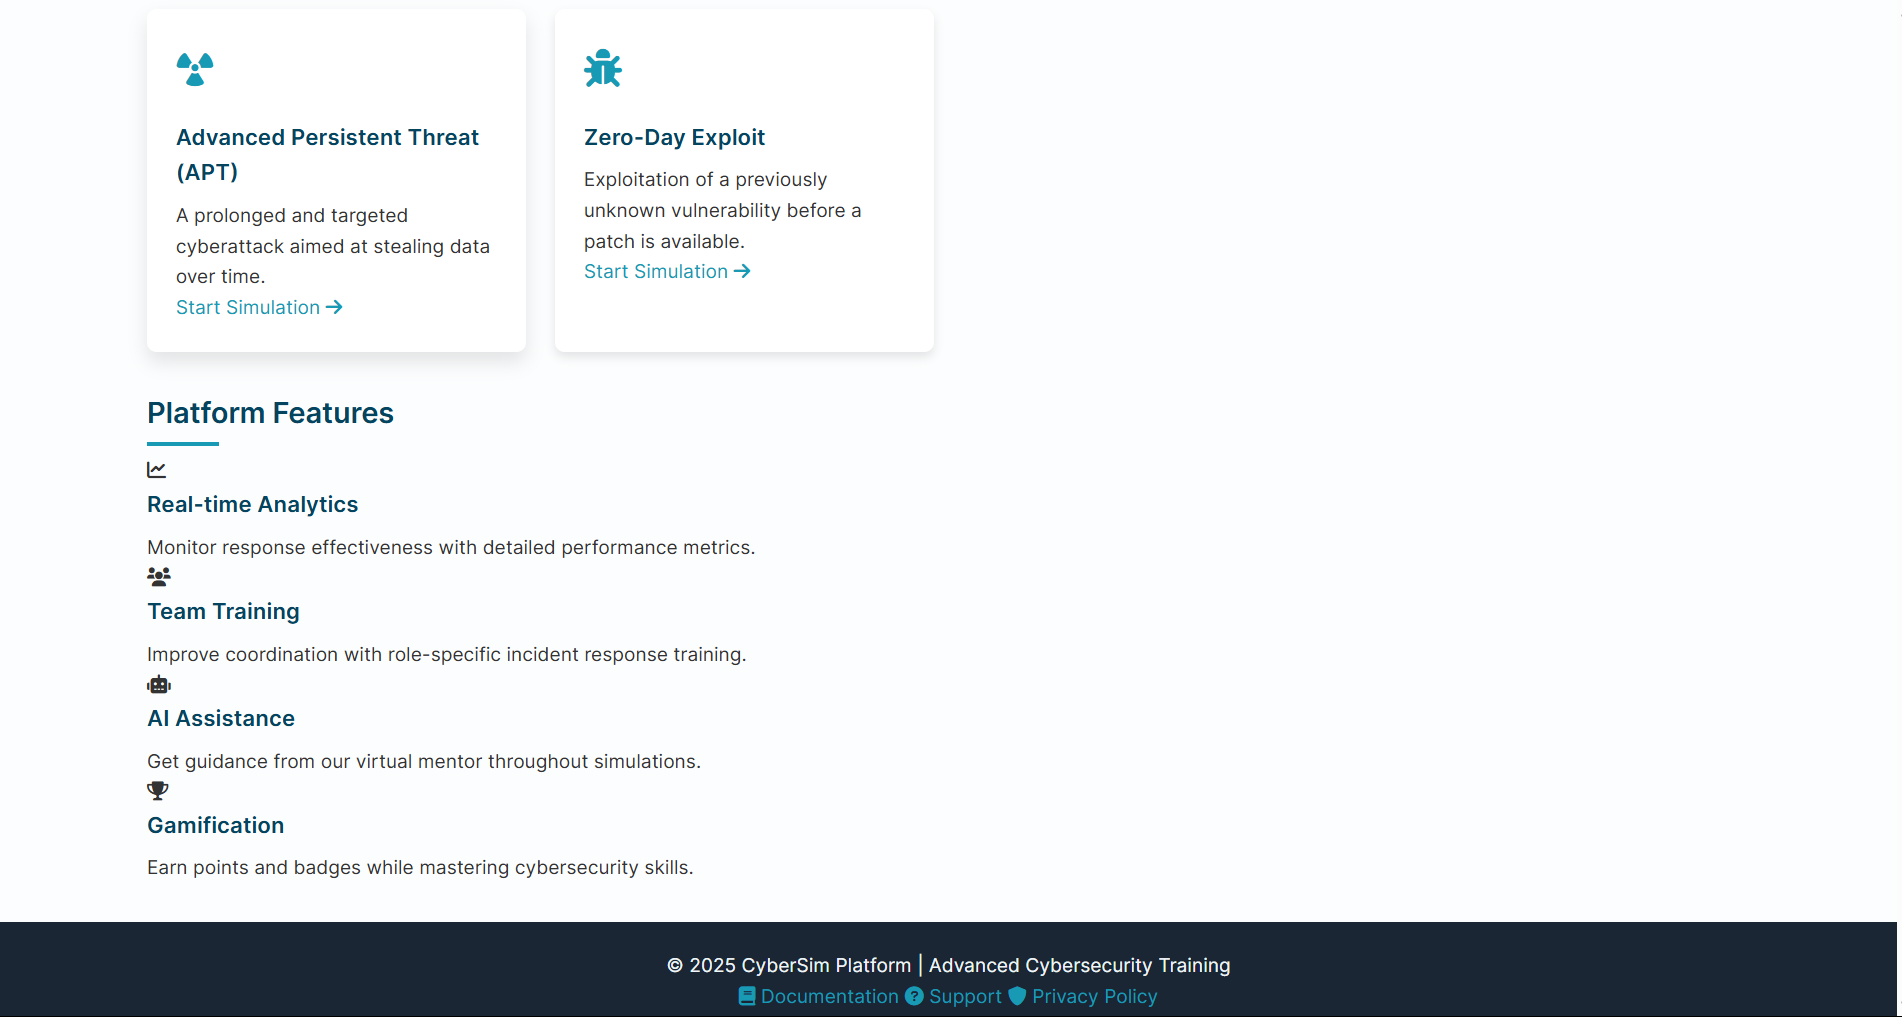 Advanced Persistent Threat
(APT)
A prolonged and targeted
cyberattack aimed at stealing data
over time.
Start Simulation
Zero-Day Exploit
Exploitation of a previously
unknown vulnerability before a
patch is available.
Start Simulation
Platform Features
Real-time Analytics
Monitor response effectiveness with detailed performance metrics.
Team Training
Improve coordination with role-specific incident response training.
AI Assistance
Get guidance from our virtual mentor throughout simulations.
Gamification
Earn points and badges while mastering cybersecurity skills.
© 2025 CyberSim Platform | Advanced Cybersecurity Training
Documentation Support Privacy Policy